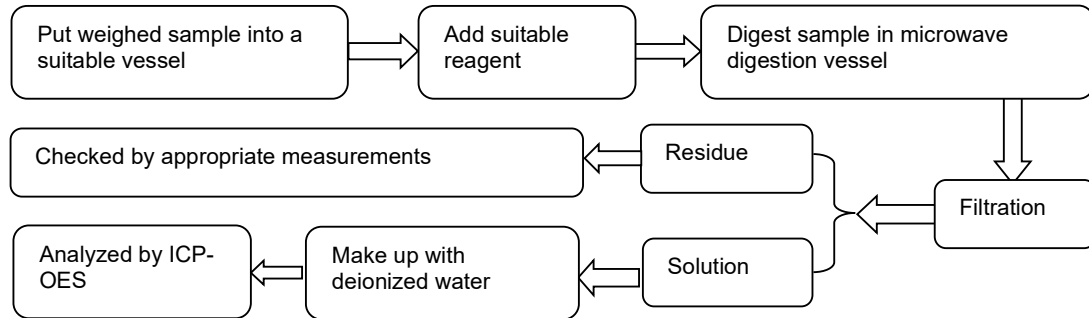 Put weighed sample into a
suitable vessel
Add suitable
reagent
Digest sample in microwave
digestion vessel
Filtration
Residue
Checked by appropriate measurements
Solution
Make up with
deionized water
Analyzed by ICP-
OES